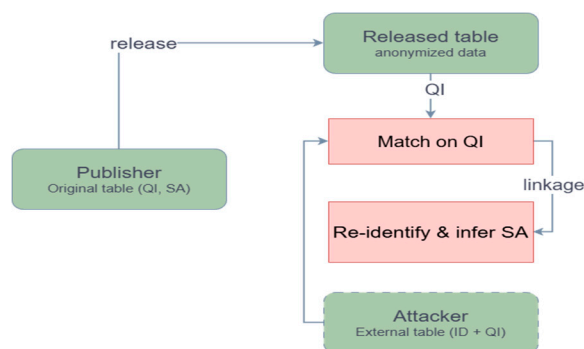 release
Released table
anonymized data
QI
Match on QI
Publisher
Original table (QI, SA)
linkage
Re-identify & infer SA
Attacker
External table (ID + QI)